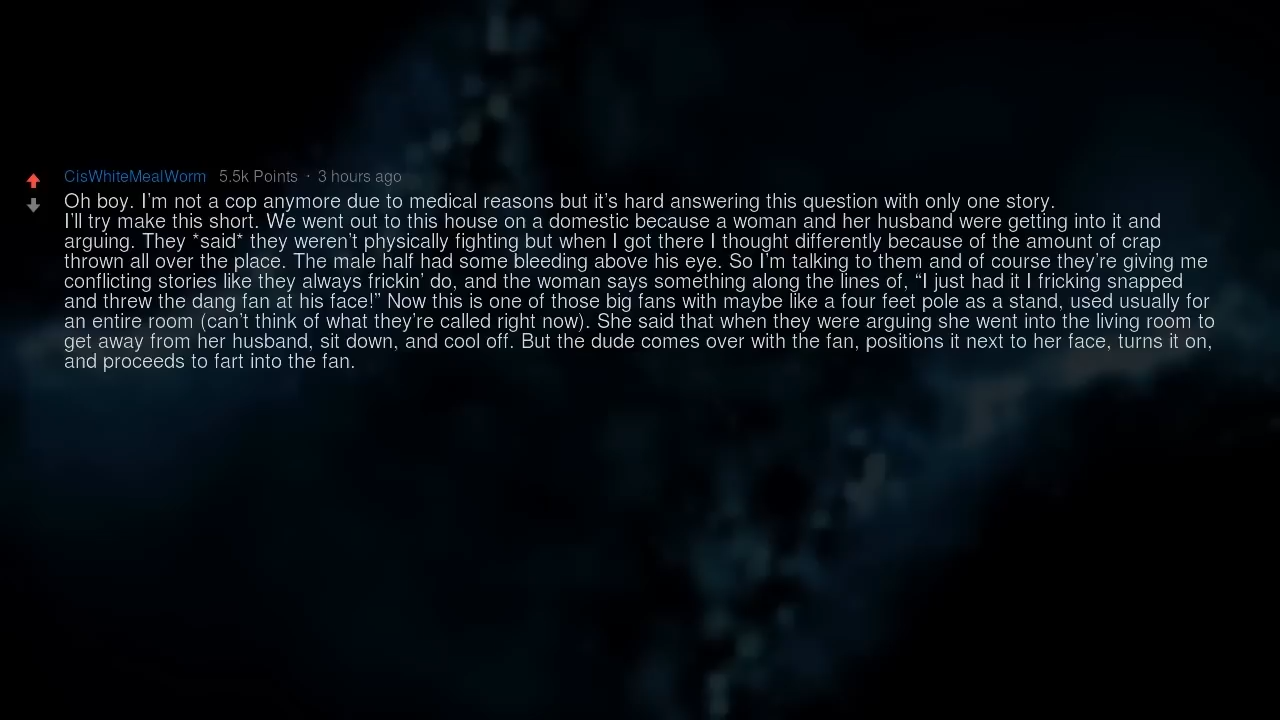 CisWhiteMealWorm 5.5k Points · 3 hours ago
Oh boy. I'm not a cop anymore due to medical reasons but it's hard answering this question with only one story.
I'll try make this short. We went out to this house on a domestic because a woman and her husband were getting into it and
arguing. They *said* they weren't physically fighting but when I got there I thought differently because of the amount of crap
thrown all over the place. The male half had some bleeding above his eye. So I'm talking to them and of course they're giving me
conflicting stories like they always frickin' do, and the woman says something along the lines of, “I just had it I fricking snapped
and threw the dang fan at his face!” Now this is one of those big fans with maybe like a four feet pole as a stand, used usually for
an entire room (can't think of what they're called right now). She said that when they were arguing she went into the living room to
get away from her husband, sit down, and cool off. But the dude comes over with the fan, positions it next to her face, turns it on,
and proceeds to fart into the fan.